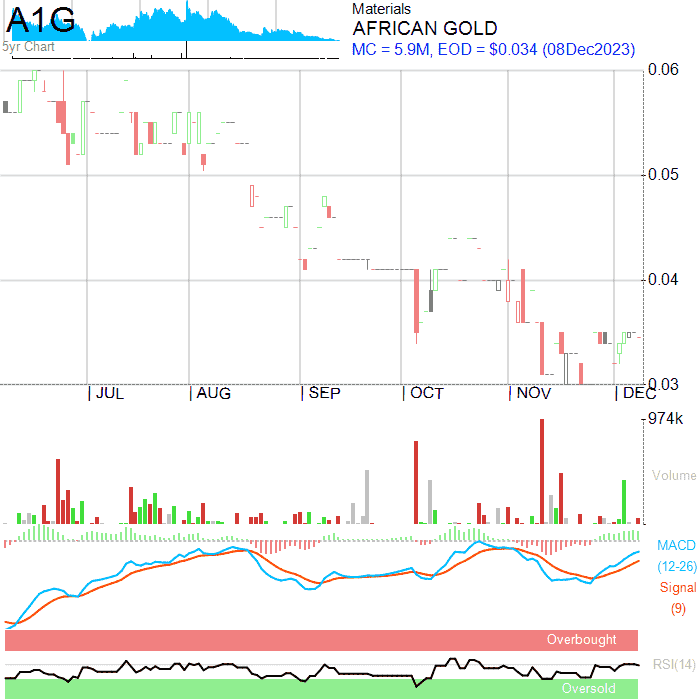 A1G
5yr Chart
Materials
AFRICAN GOLD
MC = 5.9M, EOD = $0.034 (08Dec2023)
0.06
0.05
0.04
0.03
JUL AUG SEP OCT NOV DEC
974k
Volume
MACD
(12-26)
Signal
(9)
Overbought
RSI(14)
Oversold